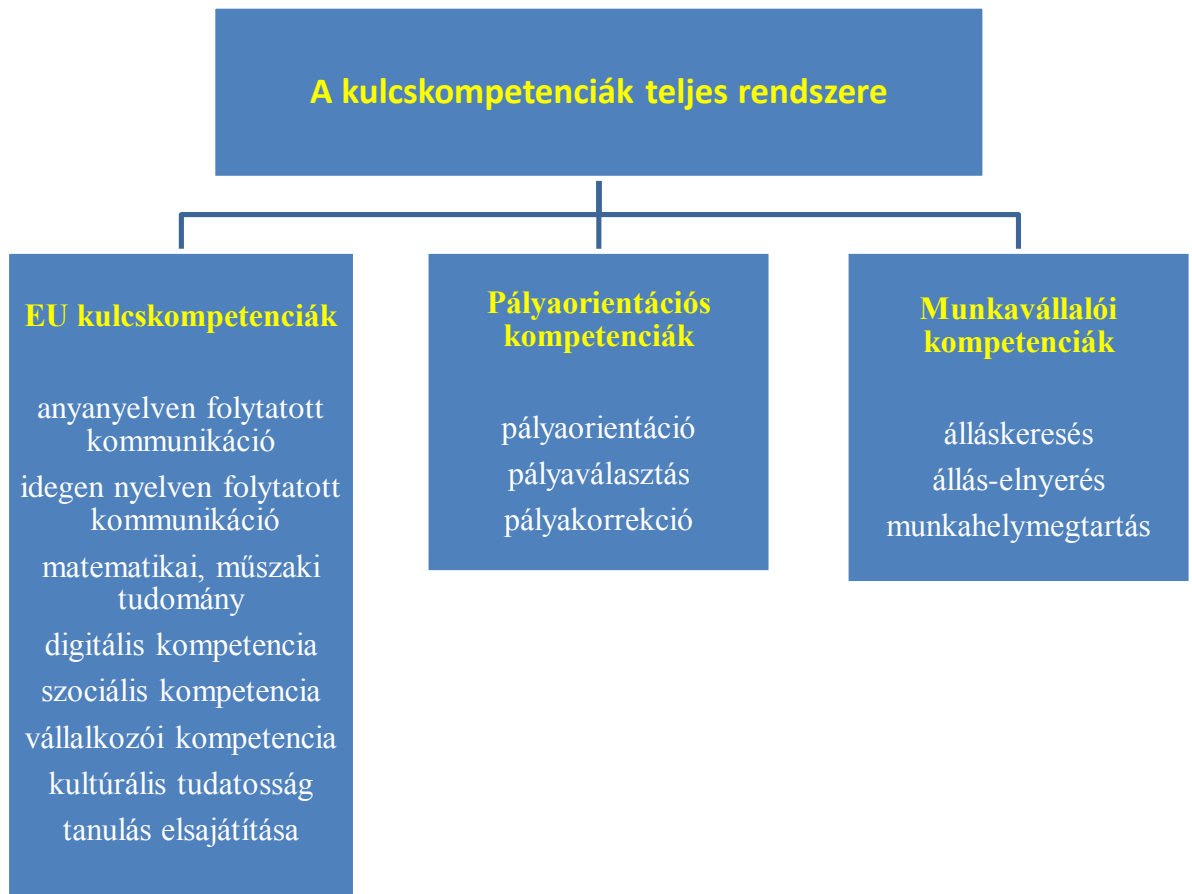 A kulcskompetenciák teljes rendszere
EU kulcskompetenciák
anyanyelven folytatott
kommunikáció
idegen nyelven folytatott
kommunikáció
matematikai, műszaki
tudomány
digitális kompetencia
szociális kompetencia
vállalkozói kompetencia
kultúrális tudatosság
tanulás elsajátítása
Pályaorientációs
kompetenciák
pályaorientáció
pályaválasztás
pályakorrekció
Munkavállalói
kompetenciák
álláskeresés
állás-elnyerés
munkahelymegtartás